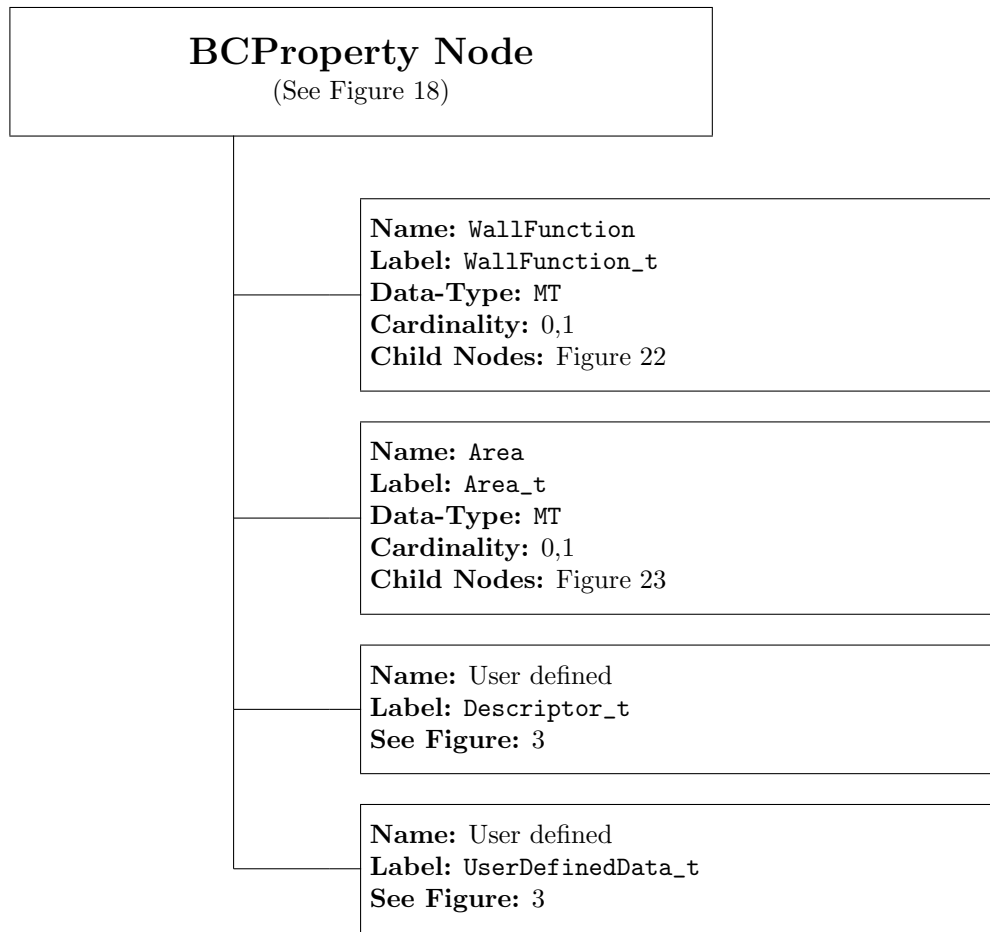 BCProperty Node
(See Figure 18)
Name: WallFunction
Label: WallFunction_t
Data-Type: MT
Cardinality: 0,1
Child Nodes: Figure 22
Name: Area
Label: Area_t
Data-Type: MT
Cardinality: 0,1
Child Nodes: Figure 23
Name: User defined
Label: Descriptor_t
See Figure: 3
Name: User defined
Label: UserDefinedData_t
See Figure: 3